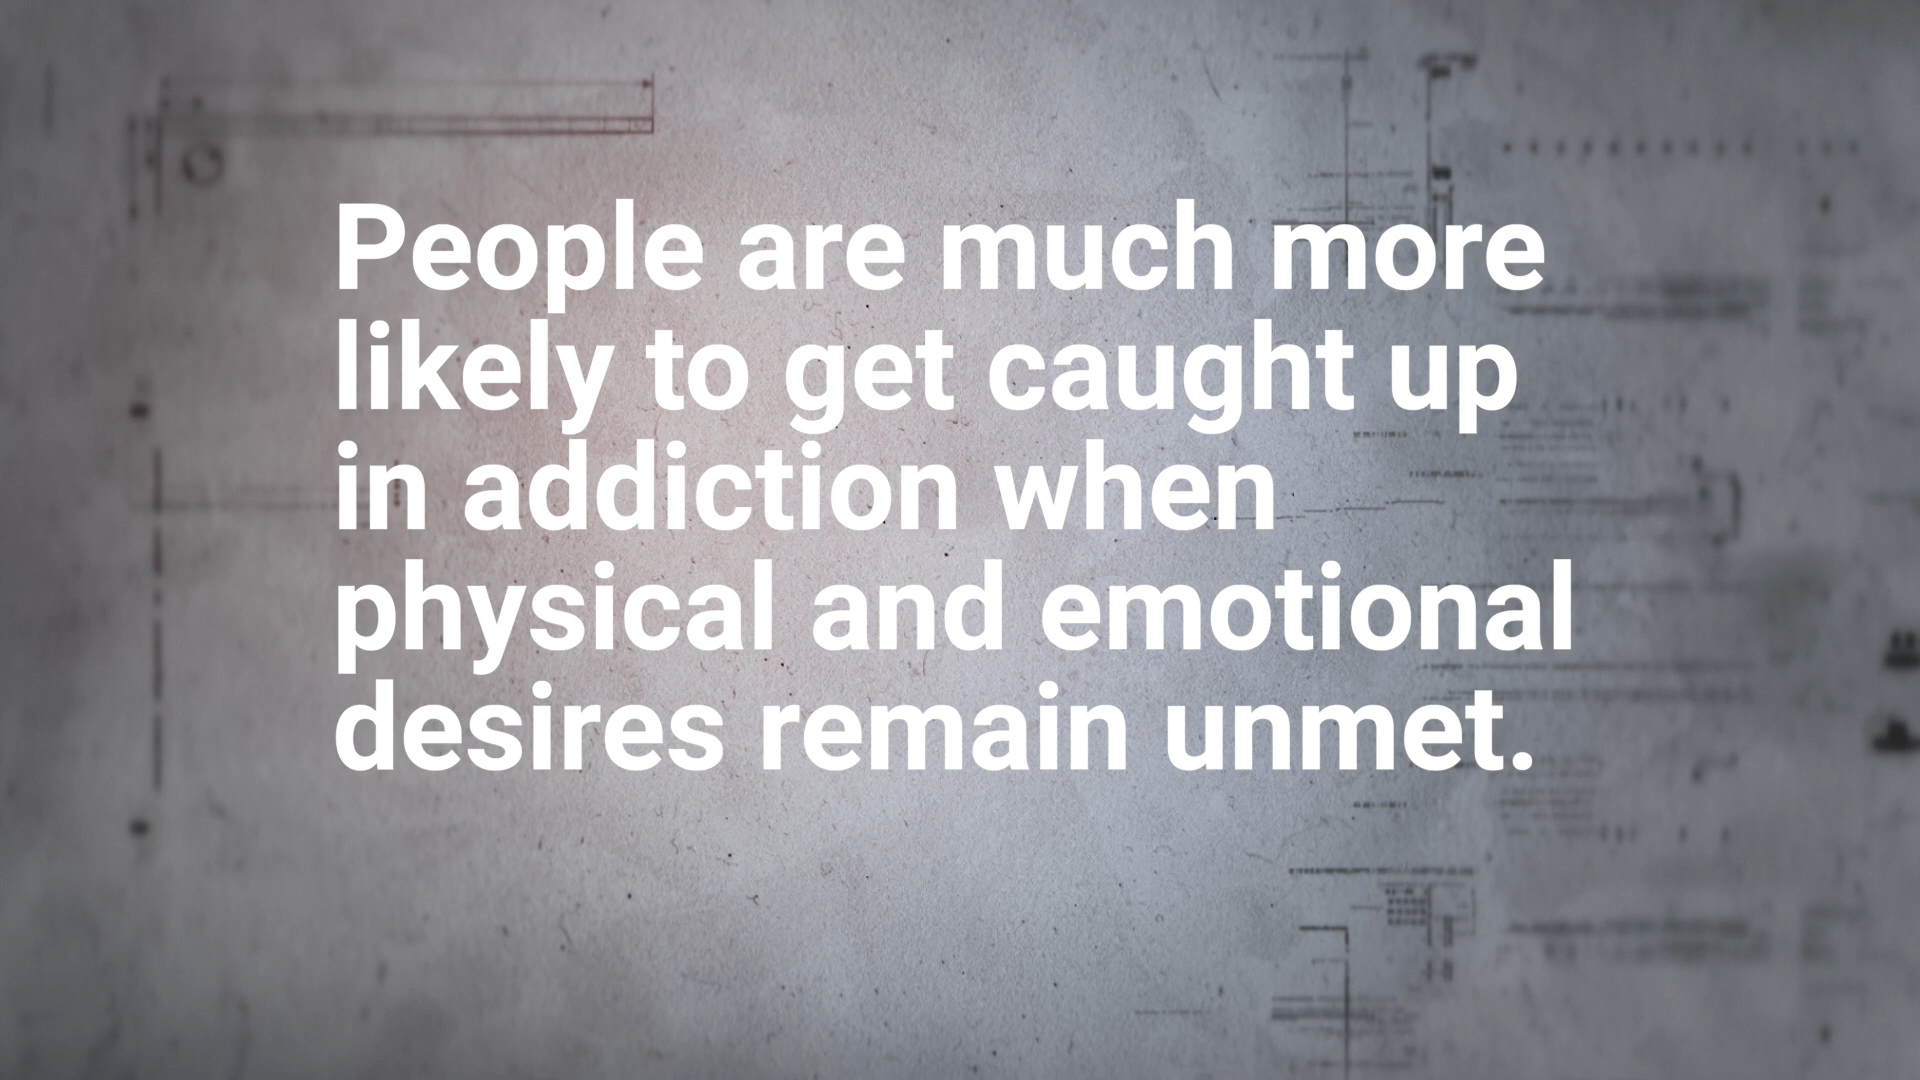 People are much more
likely to get caught up
in addiction when
physical and emotional
desires remain unmet.